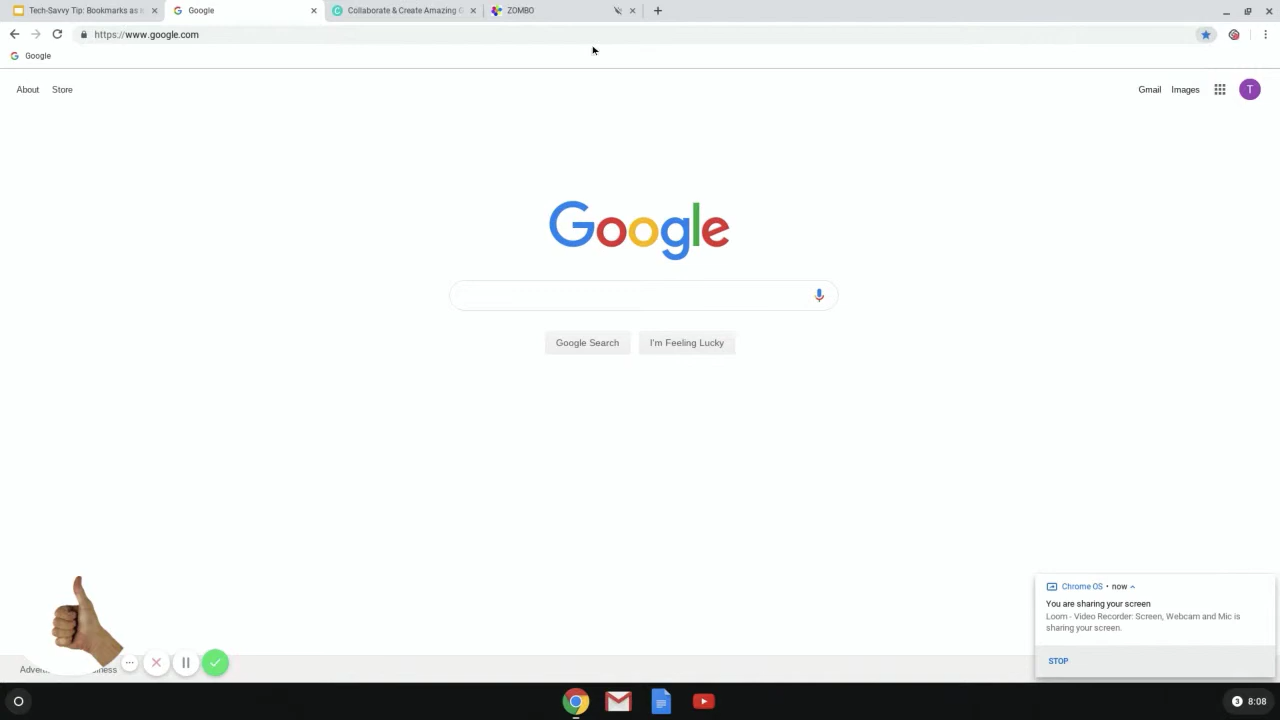 Tech-Savvy Tip: Bookmarks as
Google
Collaborate & Create Amazing
ZOMBO
https://www.google.com
Google
About
Store
Gmail
Images
T
Google
Google Search
I'm Feeling Lucky
Chrome OS • now
You are sharing your screen
Loom - Video Recorder: Screen, Webcam and Mic is
sharing your screen.
STOP
3
8:08